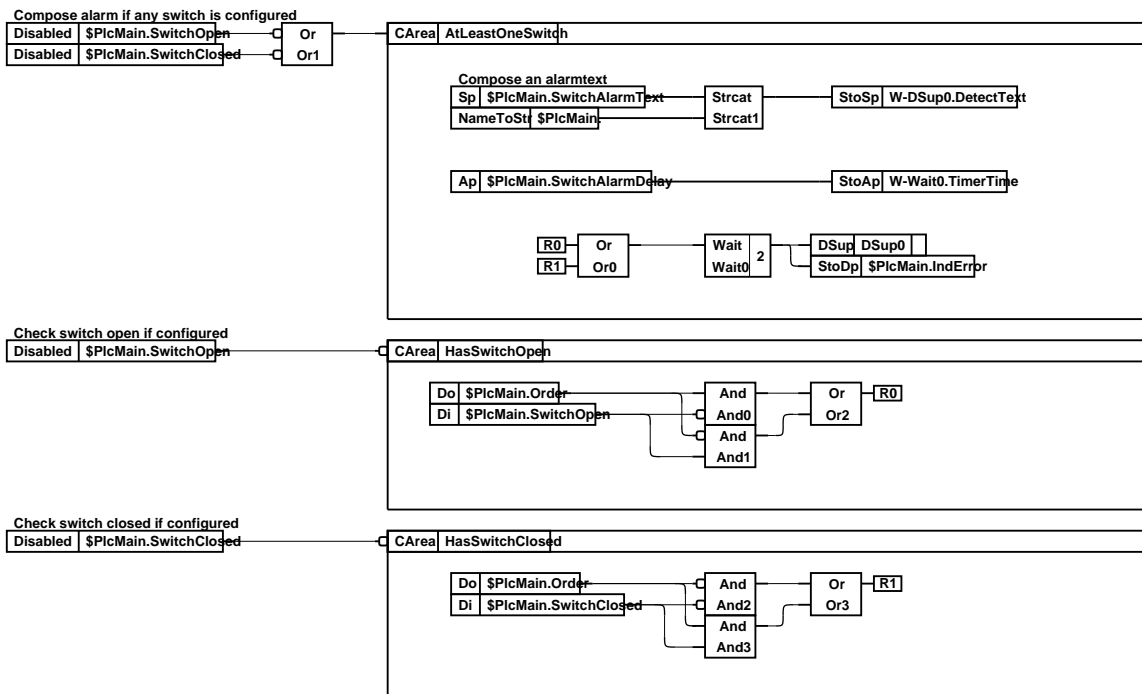 Compose alarm if any switch is configured
Disabled $PlcMain.SwitchOpen Or CArea AtLeastOneSwitch
Disabled $PlcMain.SwitchClosed Or1
Compose an alarmtext
Sp $PlcMain.SwitchAlarmText Strcat StoSp W-DSup0.DetectText
NameToStr $PlcMain. Strcat1
Ap $PlcMain.SwitchAlarmDelay StoAp W-Wait0.TimerTime
R0 Or Wait 2 DSup DSup0
R1 Or0 Wait0 StoDp $PlcMain.IndError
Check switch open if configured
Disabled $PlcMain.SwitchOpen CArea HasSwitchOpen
Do $PlcMain.Order And Or R0
Di $PlcMain.SwitchOpen And0 Or2
And
And1
Check switch closed if configured
Disabled $PlcMain.SwitchClosed CArea HasSwitchClosed
Do $PlcMain.Order And Or R1
Di $PlcMain.SwitchClosed And2 Or3
And
And3